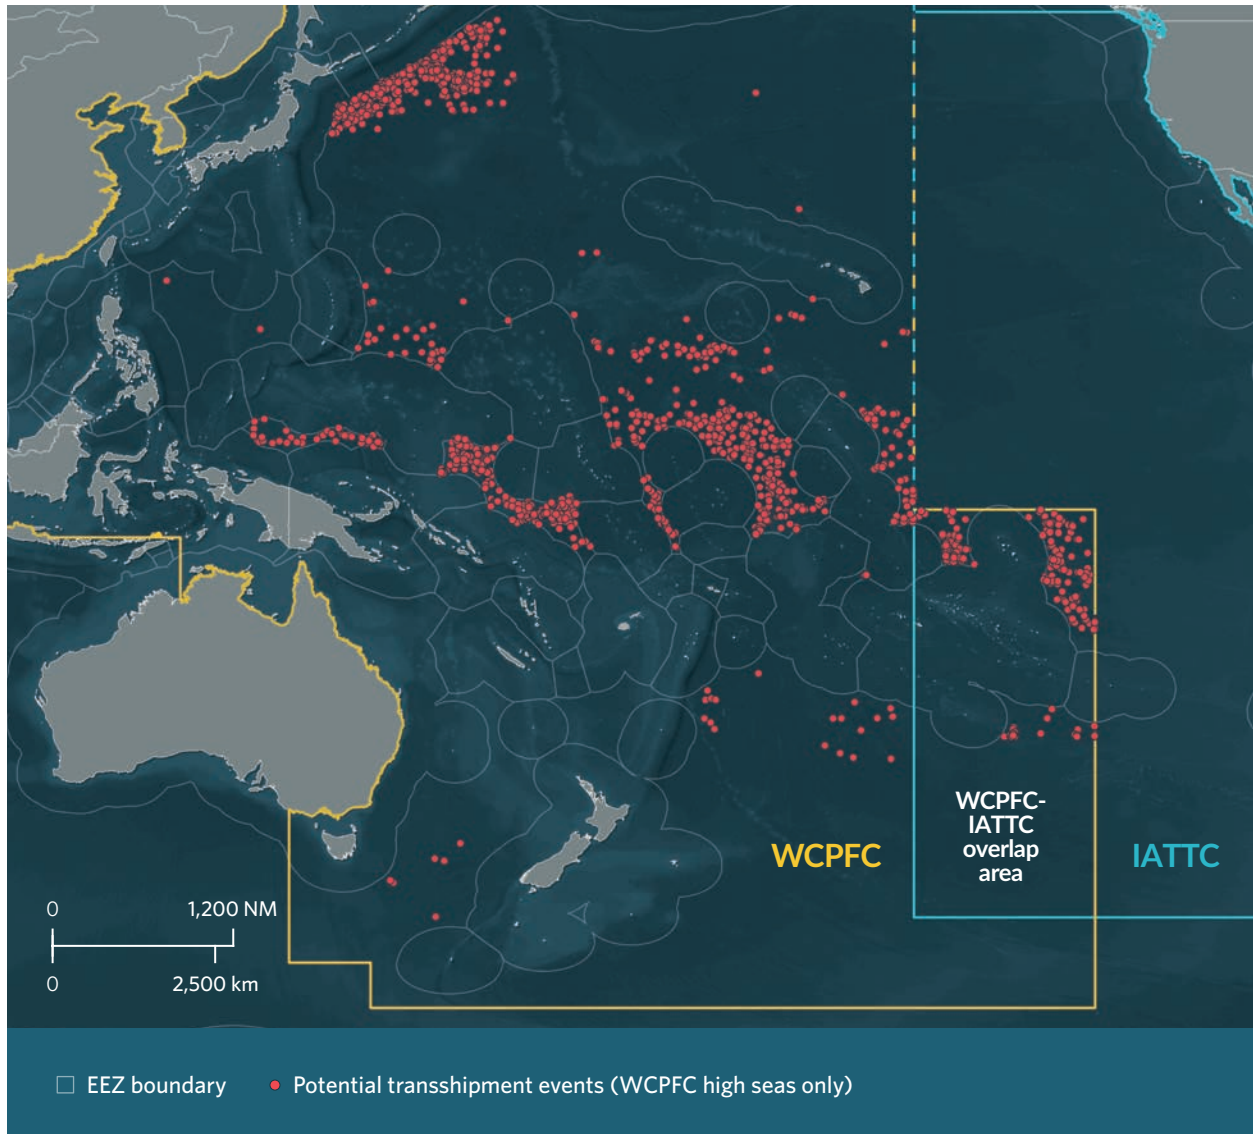 WCPFC-
IATTC
overlap
area
WCPFC
IATTC
0 1,200 NM
0 2,500 km
EEZ boundary
Potential transshipment events (WCPFC high seas only)